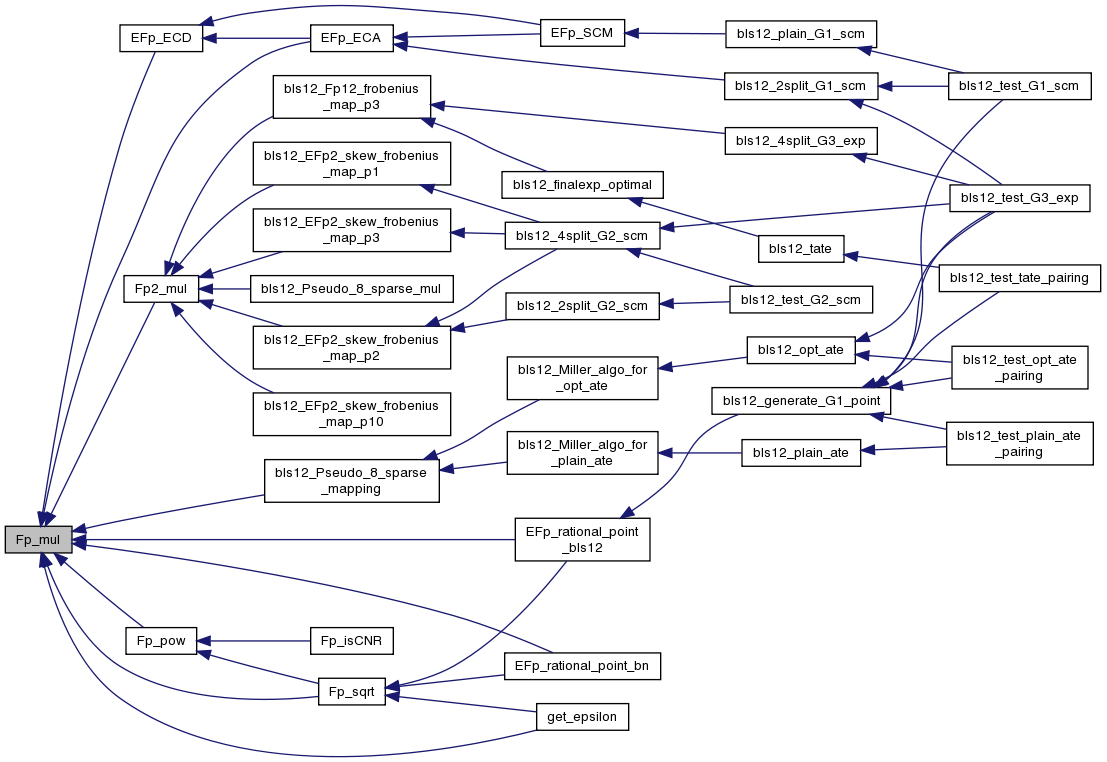 EFp_ECD
EFp_ECA
EFp_SCM
bls12_plain_G1_scm
bls12_2split_G1_scm
bls12_test_G1_scm
bls12_Fp12_frobenius
_map_p3
bls12_4split_G3_exp
bls12_EFp2_skew_frobenius
_map_p1
bls12_finalexp_optimal
bls12_test_G3_exp
bls12_EFp2_skew_frobenius
_map_p3
bls12_4split_G2_scm
bls12_tate
bls12_test_tate_pairing
Fp2_mul
bls12_Pseudo_8_sparse_mul
bls12_2split_G2_scm
bls12_test_G2_scm
bls12_EFp2_skew_frobenius
_map_p2
bls12_opt_ate
bls12_test_opt_ate
_pairing
bls12_Miller_algo_for
_opt_ate
bls12_generate_G1_point
bls12_EFp2_skew_frobenius
_map_p10
bls12_Miller_algo_for
_plain_ate
bls12_plain_ate
bls12_test_plain_ate
_pairing
bls12_Pseudo_8_sparse
_mapping
Fp_mul
EFp_rational_point
_bls12
Fp_pow
Fp_isCNR
EFp_rational_point_bn
Fp_sqrt
get_epsilon